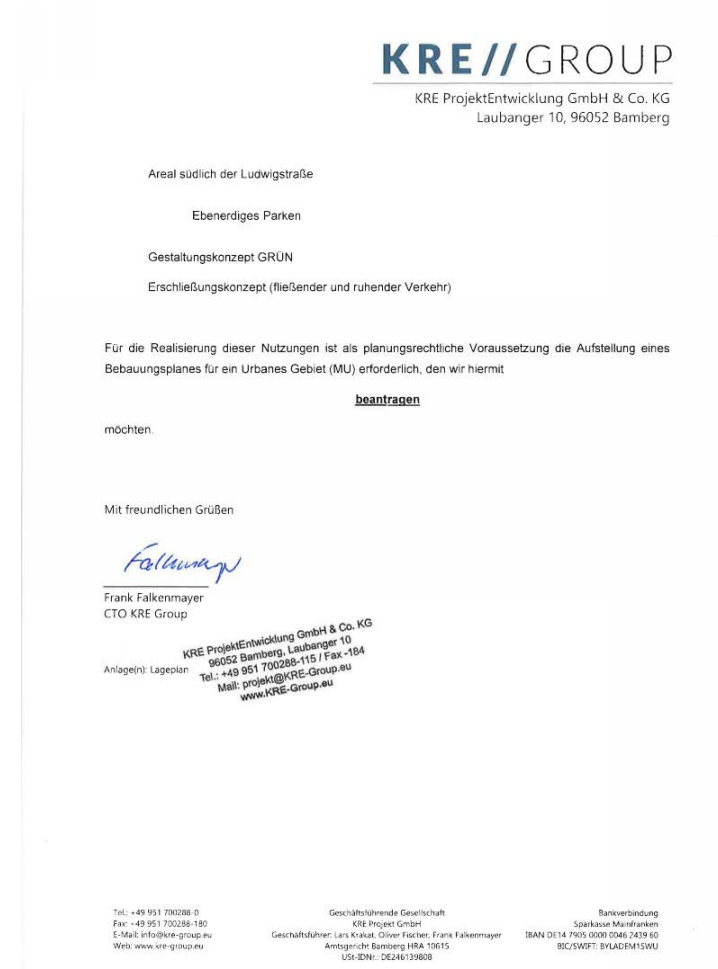 KRE//GROUP
KRE ProjektEntwicklung GmbH & Co. KG
Laubanger 10, 96052 Bamberg
Areal südlich der Ludwigstraße
Ebenerdiges Parken
Gestaltungskonzept GRÜN
Erschließungskonzept (fließender und ruhender Verkehr)
Für die Realisierung dieser Nutzungen ist als planungsrechtliche Voraussetzung die Aufstellung eines
Bebauungsplanes für ein Urbanes Gebiet (MU) erforderlich, den wir hiermit
beantragen
möchten.
Mit freundlichen Grüßen
Frank Falkenmayer
CTO KRE Group
Anlage(n): Lageplan
KRE ProjektEntwicklung GmbH & Co. KG
96052 Bamberg, Laubanger 10
Tel.: +49 951 700288-115 / Fax -184
Mail: projekt@KRE-Group.eu
www.KRE-Group.eu
Tel.: +49 951 700288-0
Fax: +49 951 700288-180
E-Mail: info@kre-group.eu
Web: www.kre-group.eu
Geschäftsführende Gesellschaft
KRE Projekt GmbH
Geschäftsführer: Lars Krakat, Oliver Fischer, Frank Falkenmayer
Amtsgericht Bamberg HRA 10615
USt-IDNr.: DE246139808
Bankverbindung
Sparkasse Mainfranken
IBAN DE14 7905 0000 0046 2439 60
BIC/SWIFT: BYLADEM1SWU